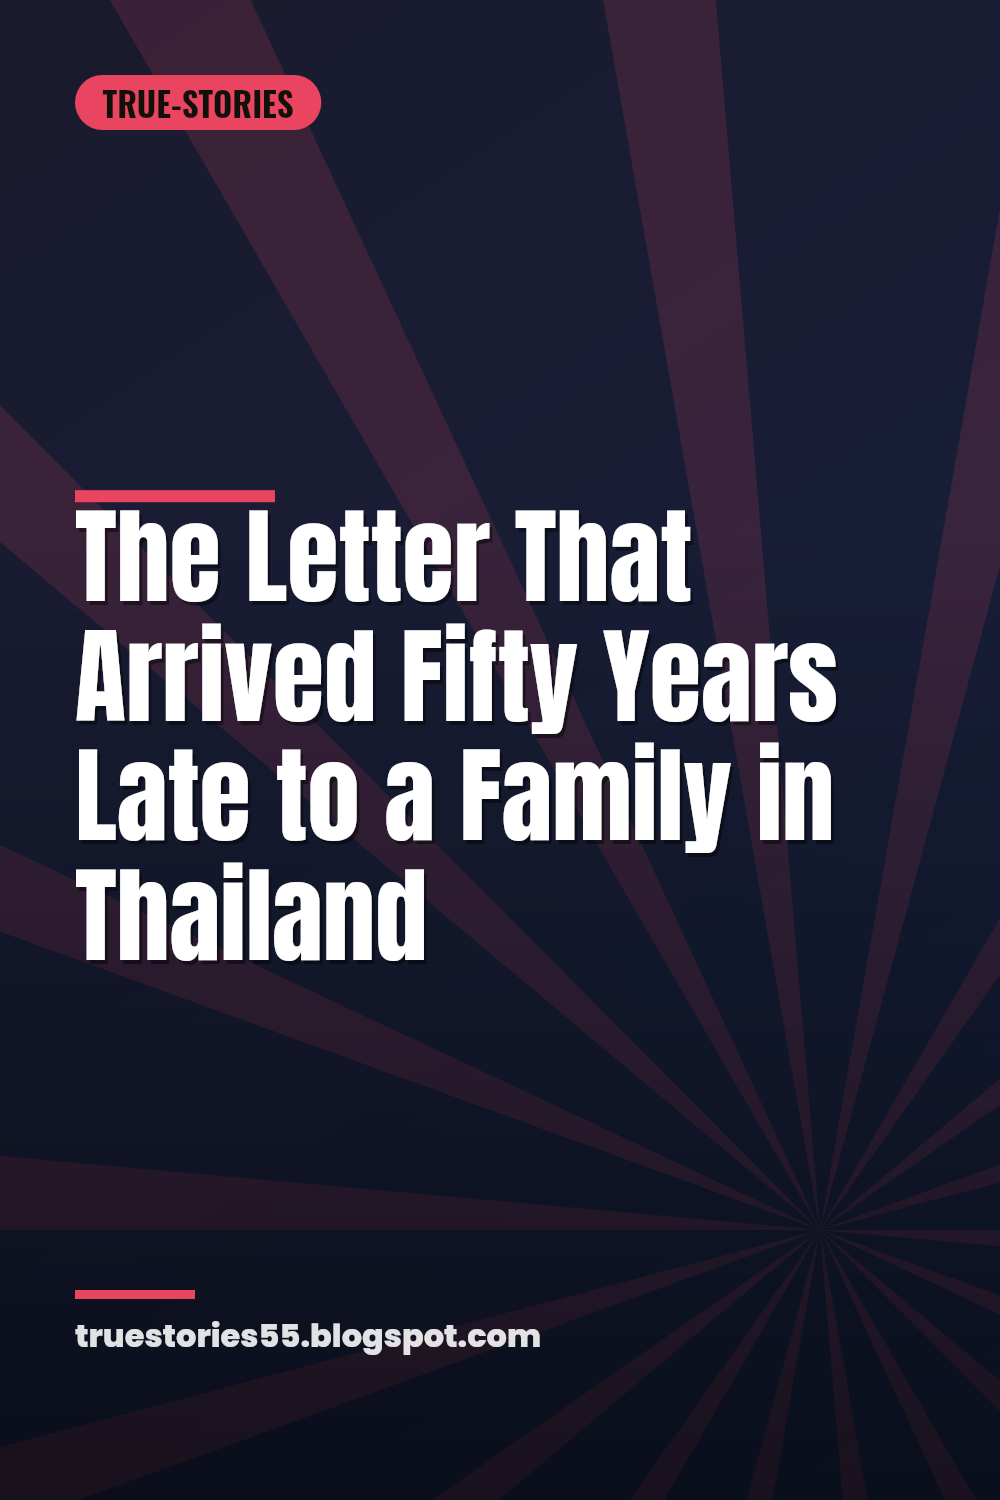 TRUE-STORIES
The Letter That
Arrived Fifty Years
Late to a Family in
Thailand
truestories55.blogspot.com